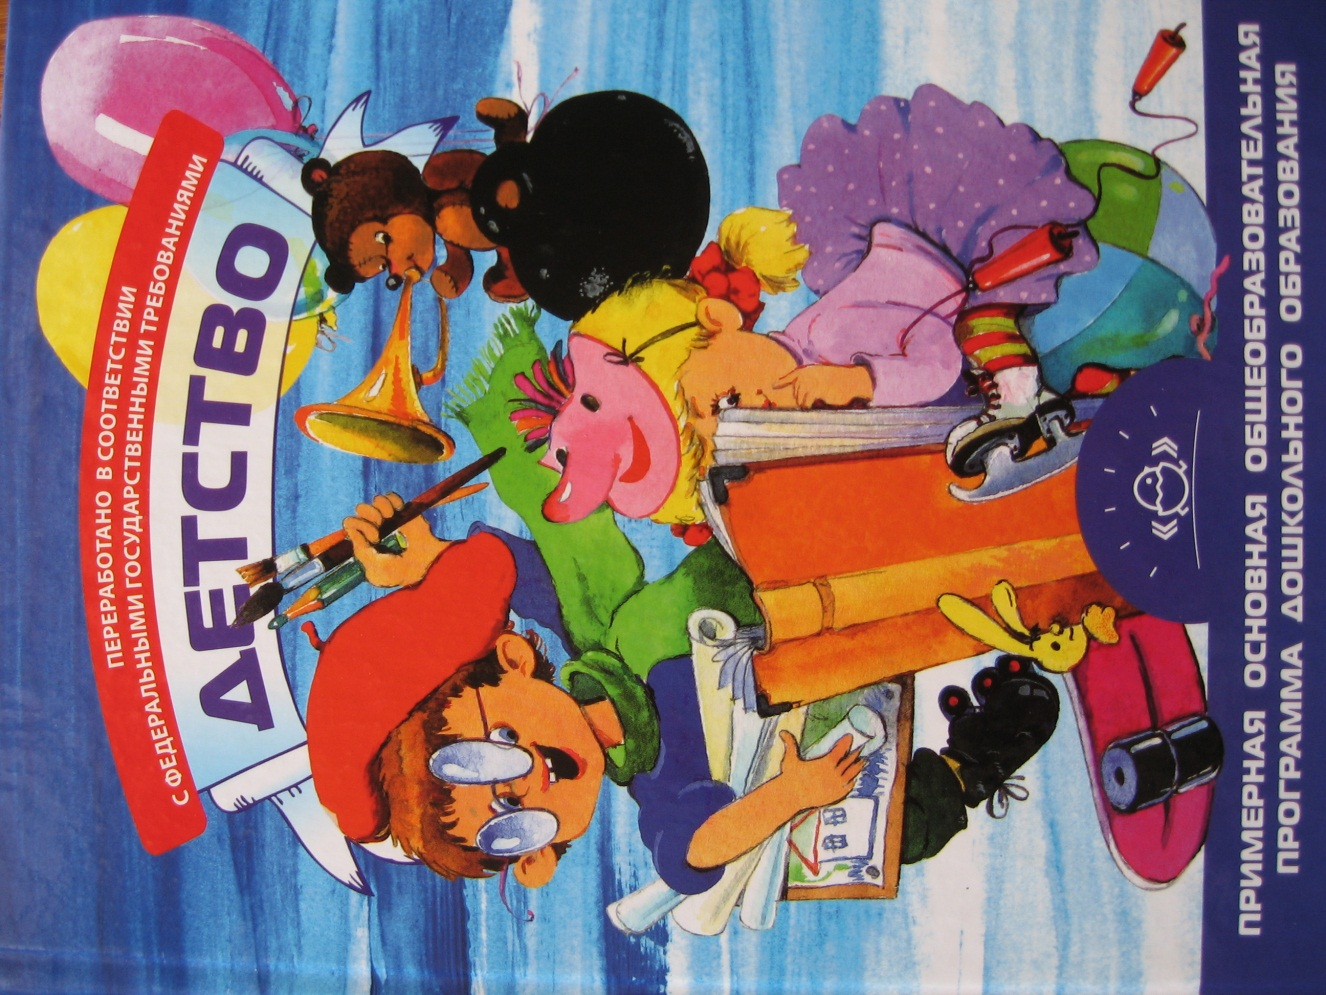 ПЕРЕРАБОТАНО В СООТВЕТСТВИИ
С ФЕДЕРАЛЬНЫМИ ГОСУДАРСТВЕННЫМИ ТРЕБОВАНИЯМИ
ДЕТСТВО
ПРИМЕРНАЯ ОСНОВНАЯ ОБЩЕОБРАЗОВАТЕЛЬНАЯ
ПРОГРАММА ДОШКОЛЬНОГО ОБРАЗОВАНИЯ